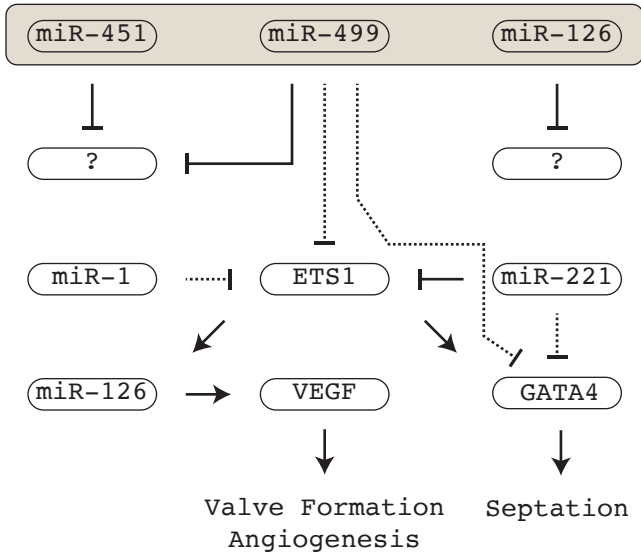 miR-451 miR-499 miR-126
? ?
miR-1 ETS1 miR-221
miR-126 VEGF GATA4
Valve Formation Septation
Angiogenesis